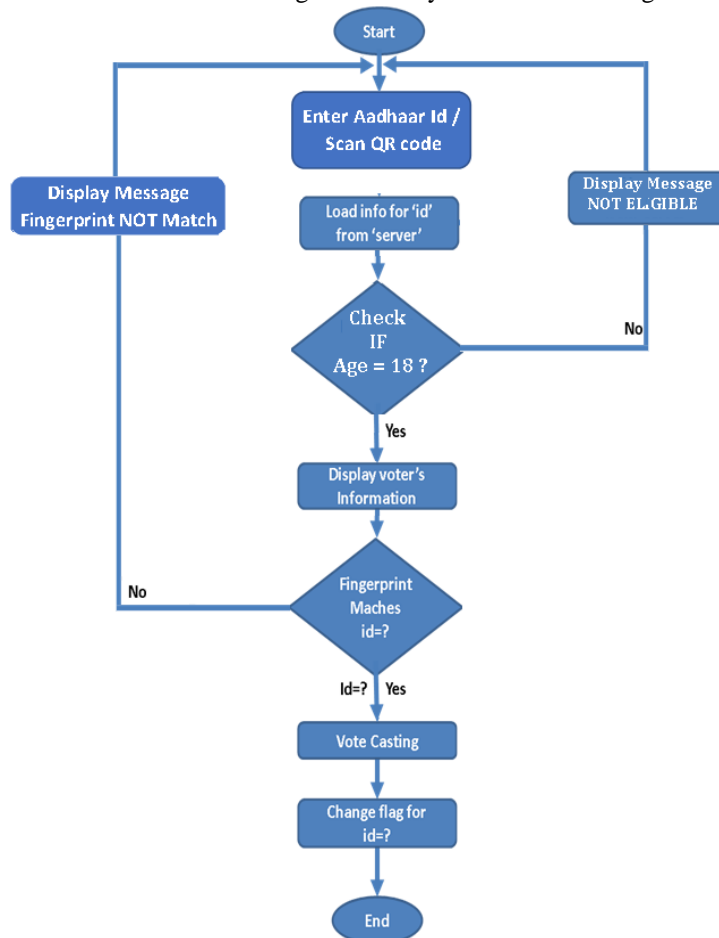 Start
Enter Aadhaar Id /
Scan QR code
Display Message
Fingerprint NOT Match
Display Message
NOT ELIGIBLE
Load info for ‘id’
from ‘server’
Check
IF
Age = 18 ?
No
Yes
Display voter’s
Information
Fingerprint
Maches
id=?
No
Id=? Yes
Vote Casting
Change flag for
id=?
End